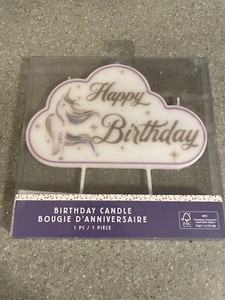 Happy
Birthday
BIRTHDAY CANDLE
BOUGIE D'ANNIVERSAIRE
1 PC / 1 PIÈCE
FSC